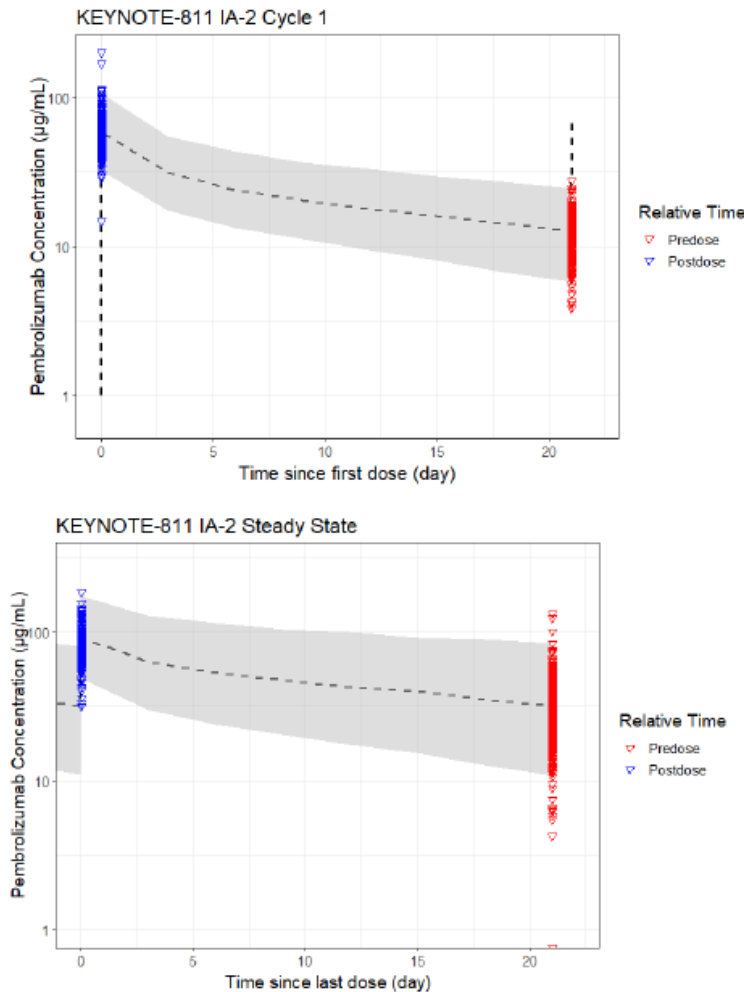 KEYNOTE-811 IA-2 Cycle 1
Pembrolizumab Concentration (µg/mL)
100
10
1
0
5
10
15
20
Time since first dose (day)
Relative Time
Predose
Postdose
KEYNOTE-811 IA-2 Steady State
Pembrolizumab Concentration (µg/mL)
100
10
1
0
5
10
15
20
Time since last dose (day)
Relative Time
Predose
Postdose